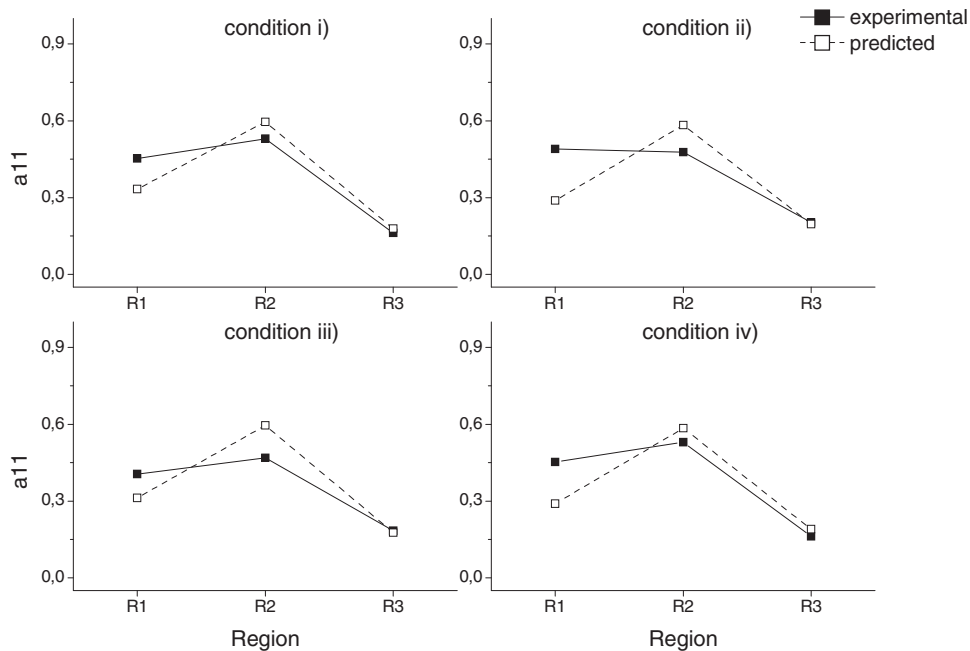 experimental
predicted
condition i)
condition ii)
0,9
0,6
0,3
0,0
a11
R1 R2 R3
0,9
0,6
0,3
0,0
R1 R2 R3
condition iii)
condition iv)
0,9
0,6
0,3
0,0
a11
R1 R2 R3
Region
0,9
0,6
0,3
0,0
R1 R2 R3
Region